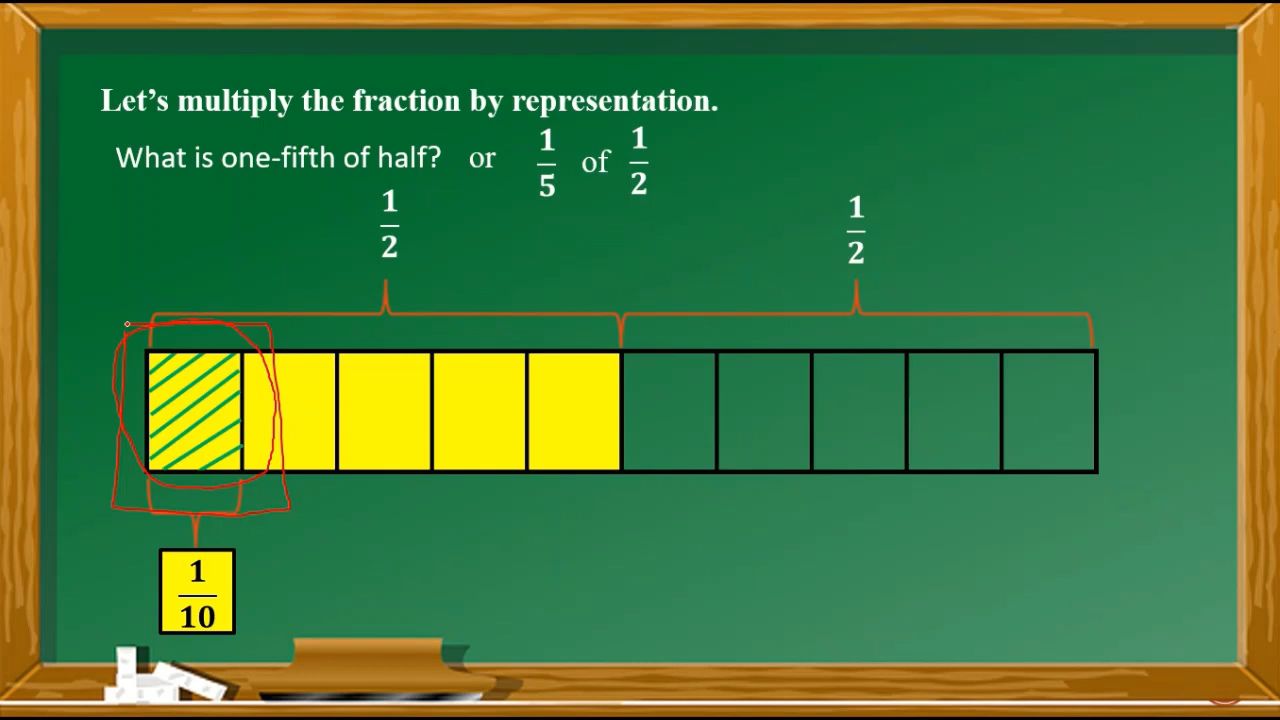 Let's multiply the fraction by representation.
What is one-fifth of half? or 1/5 of 1/2
1/2
1/2
1/10